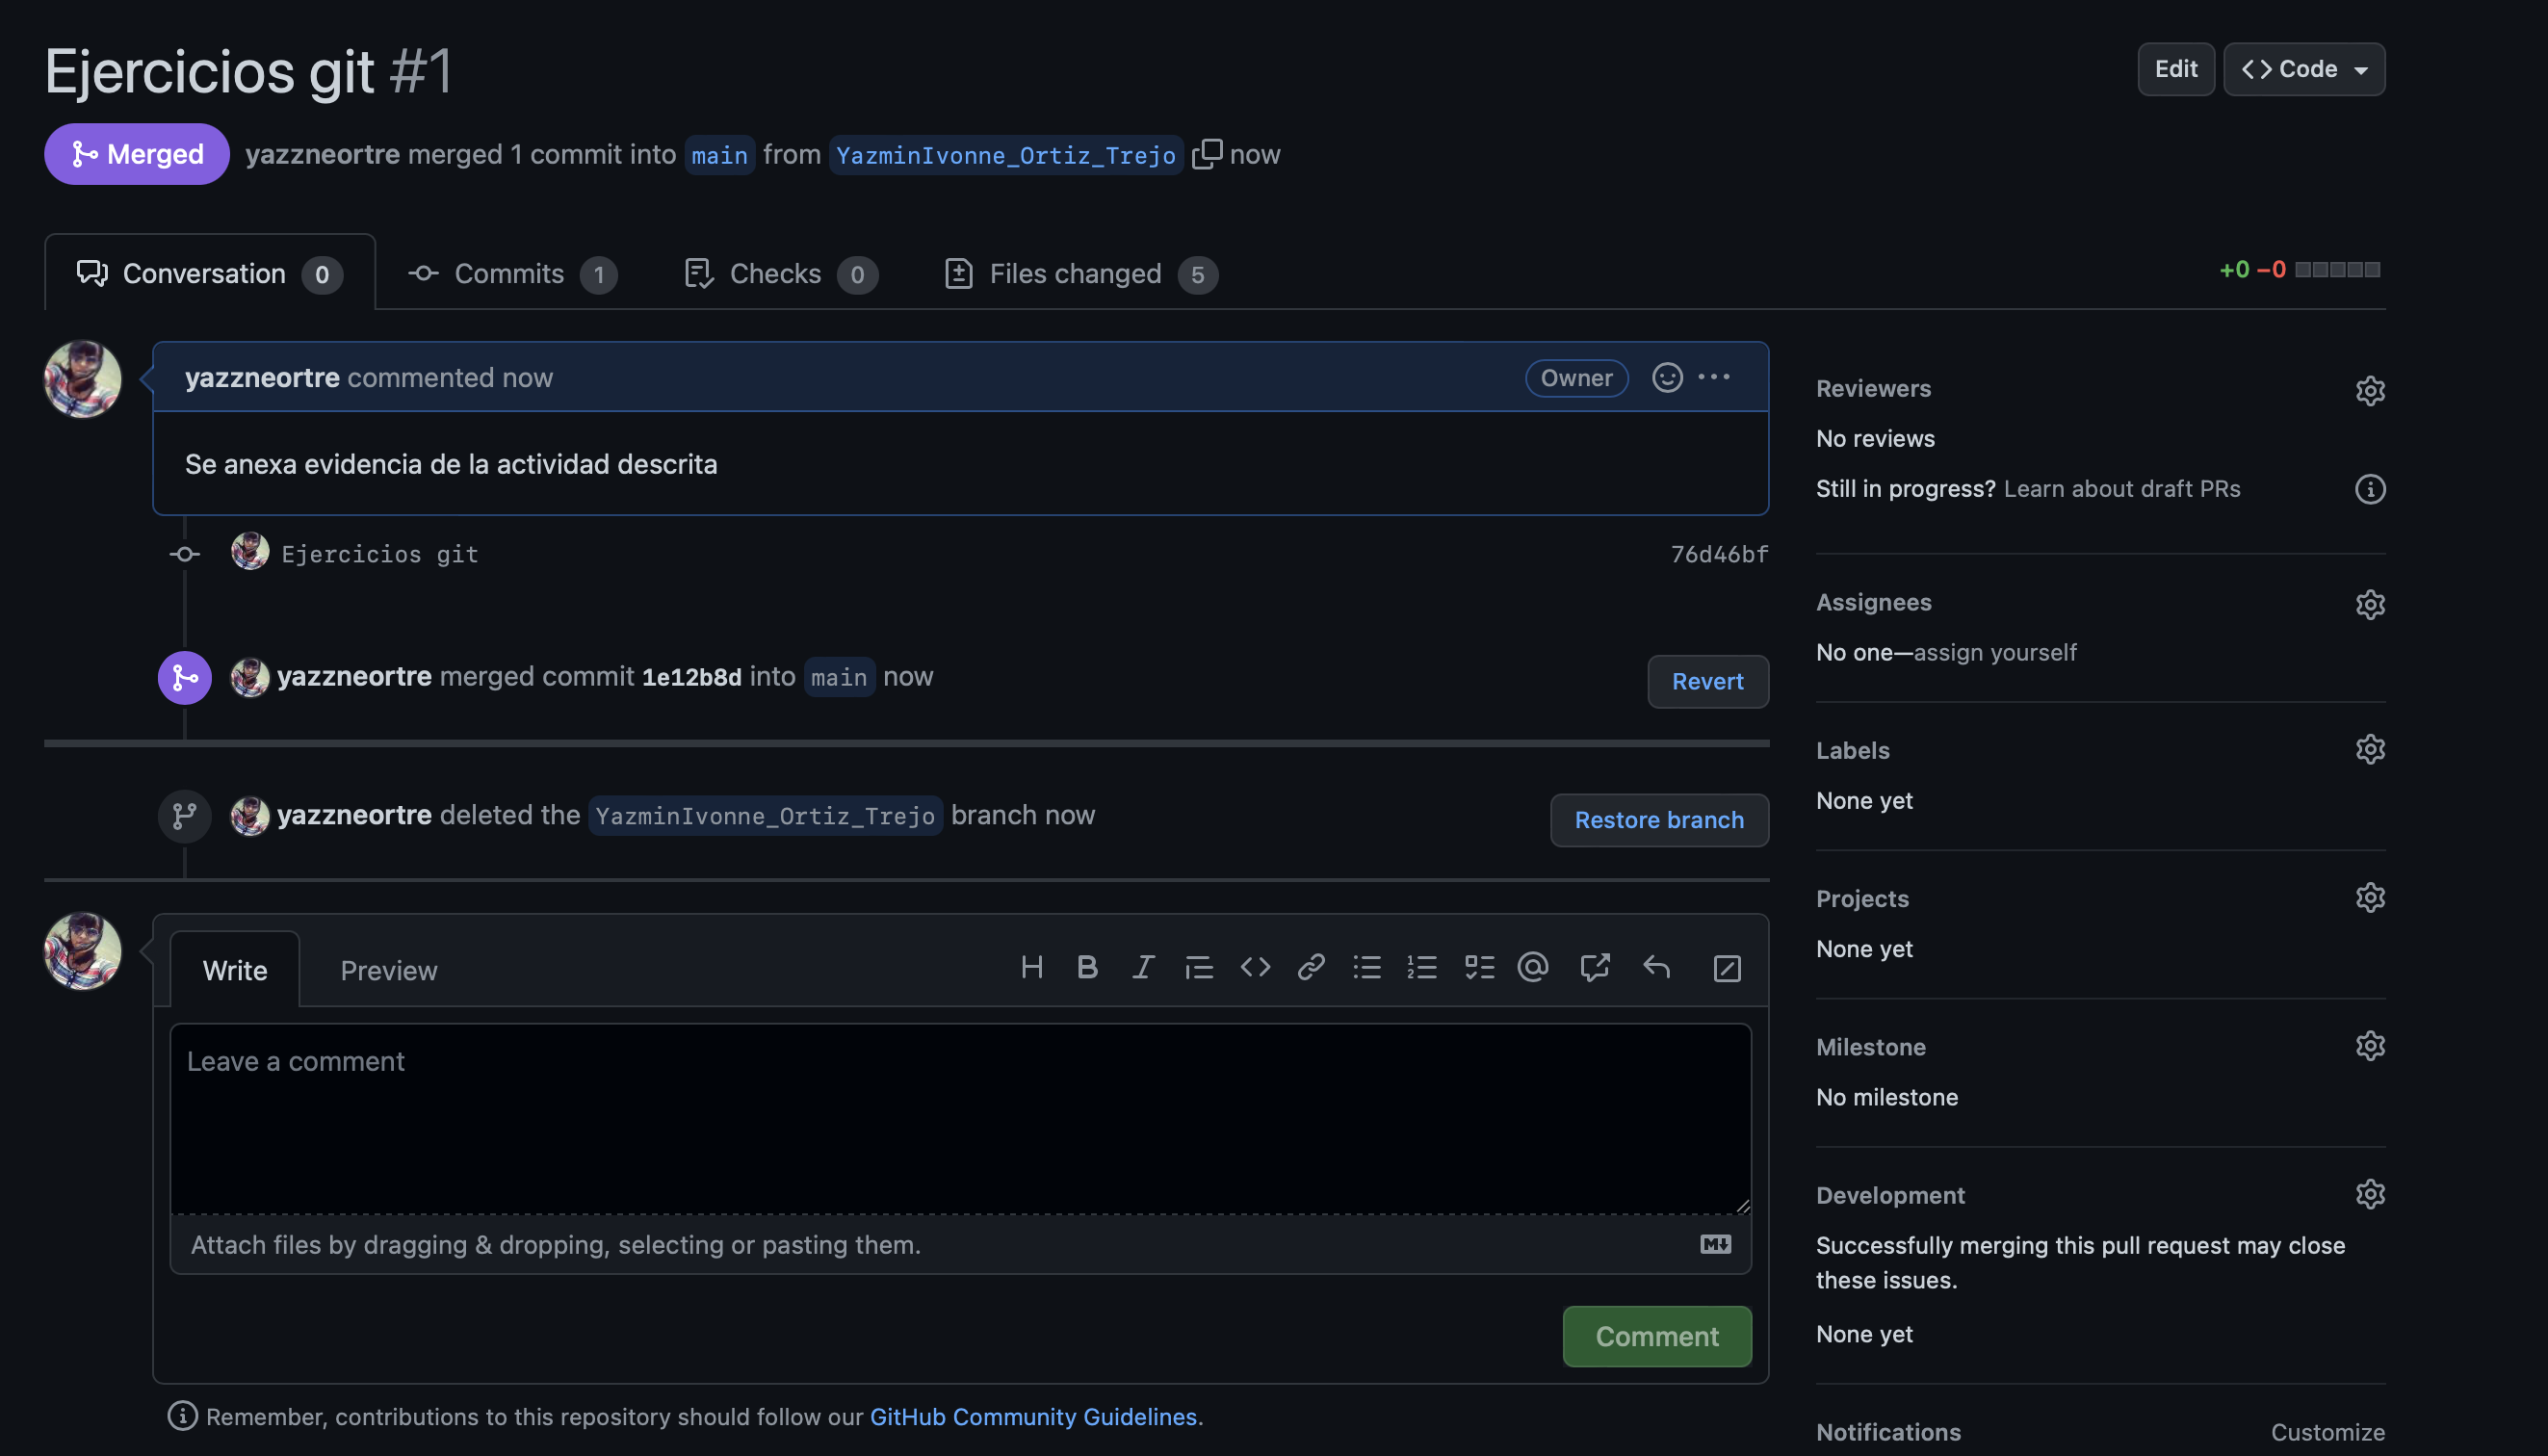 Ejercicios git #1
Edit
Code
Merged
yazzneortre merged 1 commit into main from YazminIvonne_Ortiz_Trejo now
Conversation 0
Commits 1
Checks 0
Files changed 5
+0 −0
yazzneortre commented now
Owner
Se anexa evidencia de la actividad descrita
Ejercicios git
76d46bf
yazzneortre merged commit 1e12b8d into main now
Revert
yazzneortre deleted the YazminIvonne_Ortiz_Trejo branch now
Restore branch
Write
Preview
Leave a comment
Attach files by dragging & dropping, selecting or pasting them.
Comment
Remember, contributions to this repository should follow our GitHub Community Guidelines.
Reviewers
No reviews
Still in progress? Learn about draft PRs
Assignees
No one—assign yourself
Labels
None yet
Projects
None yet
Milestone
No milestone
Development
Successfully merging this pull request may close
these issues.
None yet
Notifications
Customize